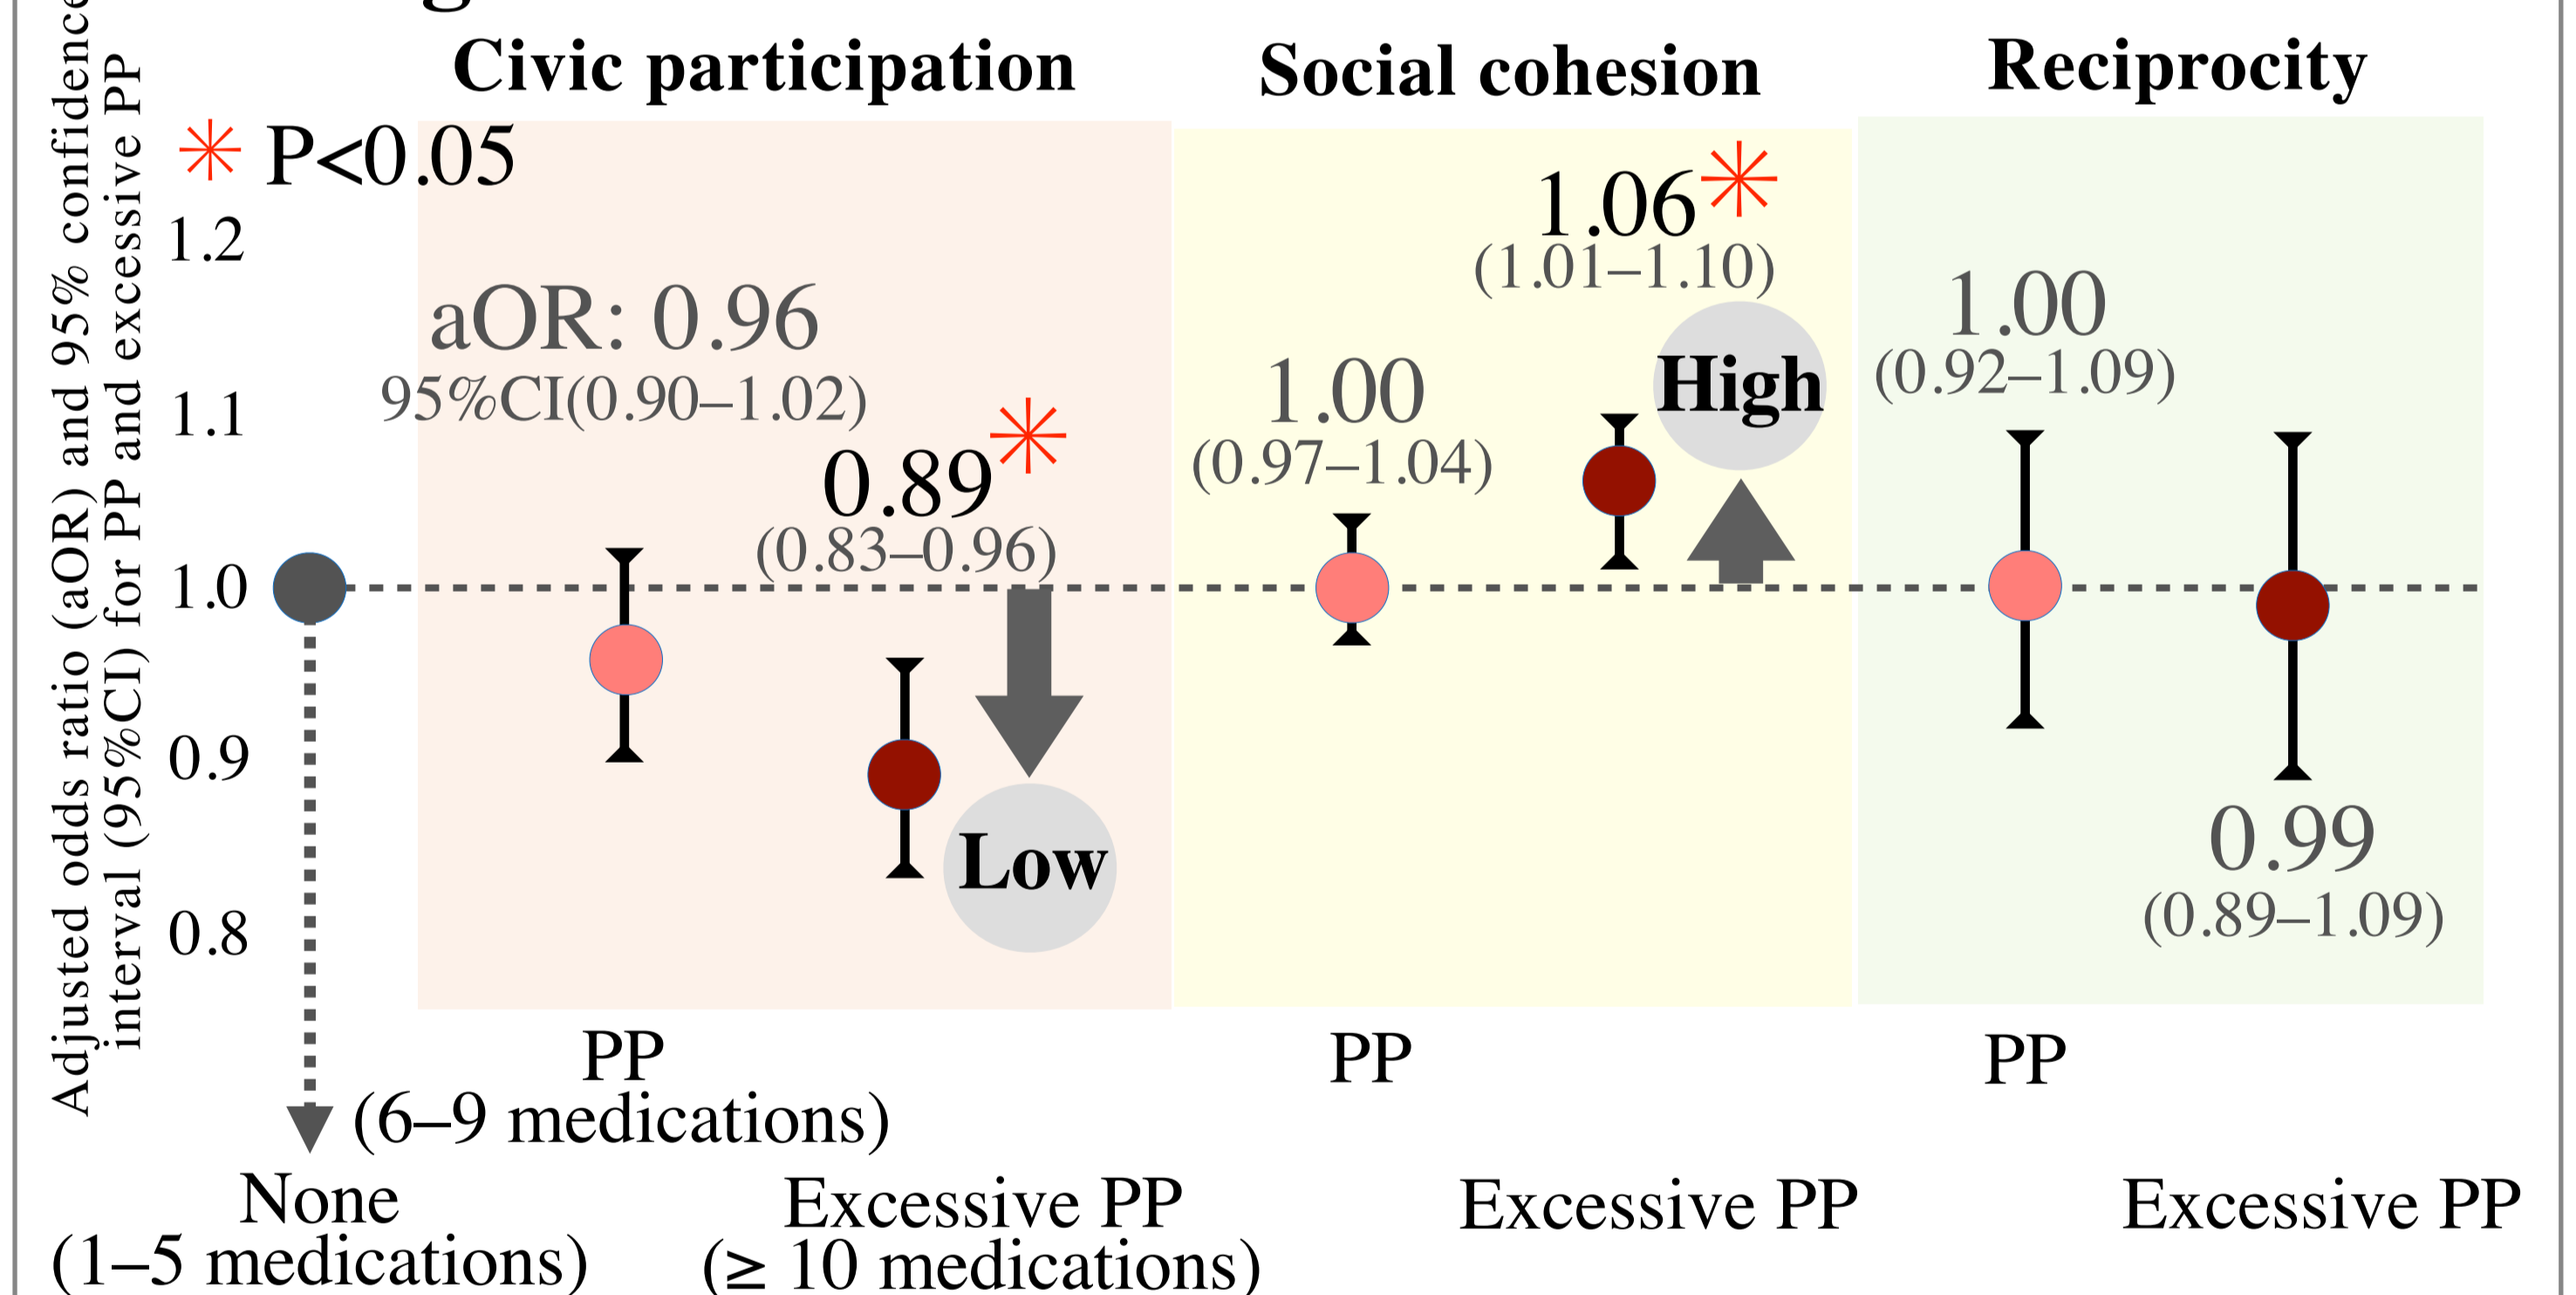 Civic participation
Social cohesion
Reciprocity
Adjusted odds ratio (aOR) and 95% confidence
interval (95%CI) for PP and excessive PP
✳ P<0.05
1.2
1.1
1.0
0.9
0.8
aOR: 0.96
95%CI(0.90–1.02)
0.89✳
(0.83–0.96)
Low
1.00
(0.97–1.04)
1.06✳
(1.01–1.10)
High
1.00
(0.92–1.09)
0.99
(0.89–1.09)
PP
(6–9 medications)
PP
PP
None
(1–5 medications)
Excessive PP
(≥ 10 medications)
Excessive PP
Excessive PP